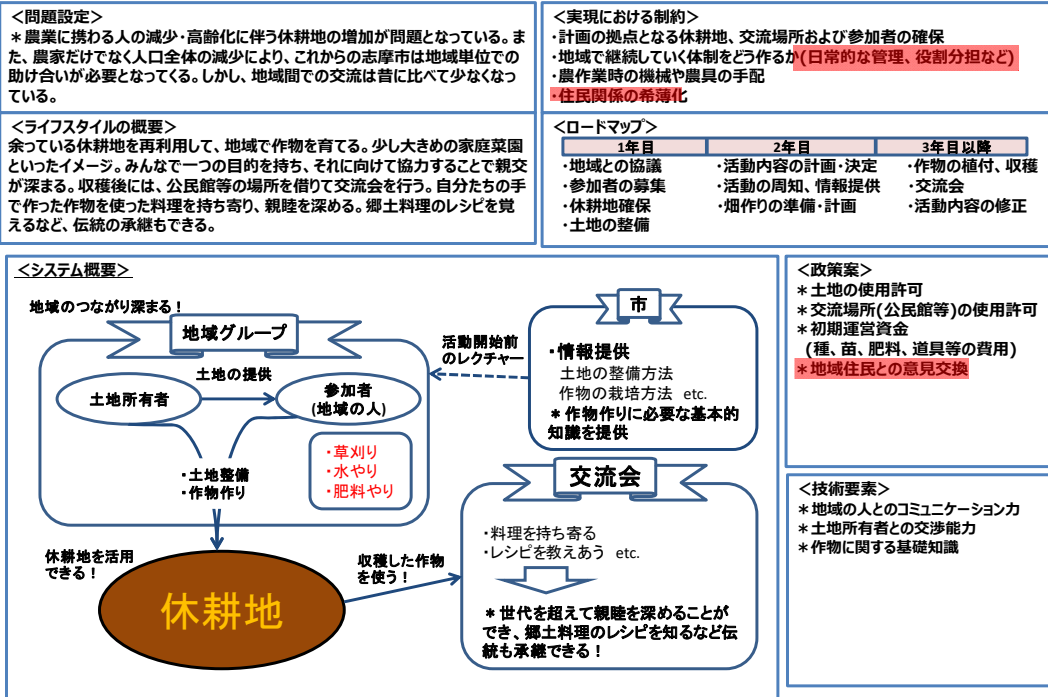 ＜問題設定＞
＊農業に携わる人の減少・高齢化に伴う休耕地の増加が問題となっている。ま
た、農家だけでなく人口全体の減少により、これからの志摩市は地域単位での
助け合いが必要となってくる。しかし、地域間での交流は昔に比べて少なくなっ
ている。
＜ライフスタイルの概要＞
余っている休耕地を再利用して、地域で作物を育てる。少し大きめの家庭菜園
といったイメージ。みんなで一つの目的を持ち、それに向けて協力することで親交
が深まる。収穫後には、公民館等の場所を借りて交流会を行う。自分たちの手
で作った作物を使った料理を持ち寄り、親睦を深める。郷土料理のレシピを覚
えるなど、伝統の承継もできる。
＜実現における制約＞
・計画の拠点となる休耕地、交流場所および参加者の確保
・地域で継続していく体制をどう作るか(日常的な管理、役割分担など)
・農作業時の機械や農具の手配
・住民関係の希薄化
＜ロードマップ＞
1年目 2年目 3年目以降
・地域との協議 ・活動内容の計画・決定 ・作物の植付、収穫
・参加者の募集 ・活動の周知、情報提供 ・交流会
・休耕地確保 ・畑作りの準備・計画 ・活動内容の修正
・土地の整備
＜システム概要＞
地域のつながり深まる！
地域グループ
土地の提供
土地所有者
参加者
(地域の人)
・土地整備
・作物作り
・草刈り
・水やり
・肥料やり
活動開始前
のレクチャー
市
・情報提供
土地の整備方法
作物の栽培方法 etc.
＊作物作りに必要な基本的
知識を提供
休耕地を活用
できる！
休耕地
収穫した作物
を使う！
交流会
・料理を持ち寄る
・レシピを教えあう etc.
＊世代を超えて親睦を深めることが
でき、郷土料理のレシピを知るなど伝
統も承継できる！
＜政策案＞
＊土地の使用許可
＊交流場所(公民館等)の使用許可
＊初期運営資金
(種、苗、肥料、道具等の費用)
＊地域住民との意見交換
＜技術要素＞
＊地域の人とのコミュニケーション力
＊土地所有者との交渉能力
＊作物に関する基礎知識